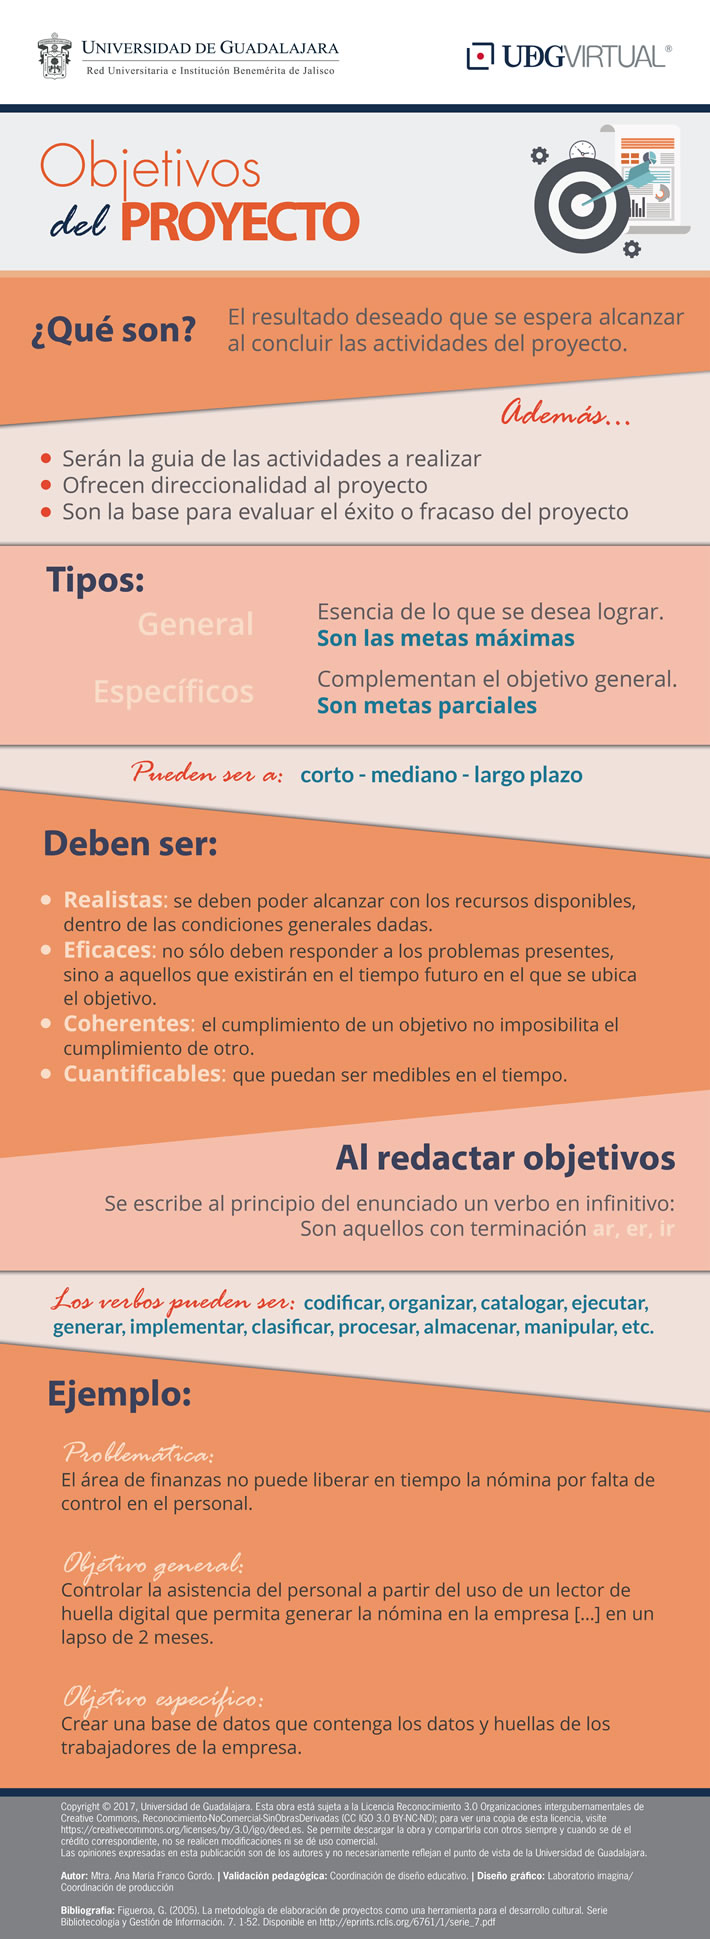 UNIVERSIDAD DE GUADALAJARA
Red Universitaria e Institución Benemérita de Jalisco
UDGVIRTUAL®
Objetivos
del PROYECTO
¿Qué son?
El resultado deseado que se espera alcanzar
al concluir las actividades del proyecto.
Además...
Serán la guia de las actividades a realizar
Ofrecen direccionalidad al proyecto
Son la base para evaluar el éxito o fracaso del proyecto
Tipos:
General
Esencia de lo que se desea lograr.
Son las metas máximas
Específicos
Complementan el objetivo general.
Son metas parciales
Pueden ser a: corto - mediano - largo plazo
Deben ser:
Realistas: se deben poder alcanzar con los recursos disponibles,
dentro de las condiciones generales dadas.
Eficaces: no sólo deben responder a los problemas presentes,
sino a aquellos que existirán en el tiempo futuro en el que se ubica
el objetivo.
Coherentes: el cumplimiento de un objetivo no imposibilita el
cumplimiento de otro.
Cuantificables: que puedan ser medibles en el tiempo.
Al redactar objetivos
Se escribe al principio del enunciado un verbo en infinitivo:
Son aquellos con terminación ar, er, ir
Los verbos pueden ser: codificar, organizar, catalogar, ejecutar,
generar, implementar, clasificar, procesar, almacenar, manipular, etc.
Ejemplo:
Problemática:
El área de finanzas no puede liberar en tiempo la nómina por falta de
control en el personal.
Objetivo general:
Controlar la asistencia del personal a partir del uso de un lector de
huella digital que permita generar la nómina en la empresa [...] en un
lapso de 2 meses.
Objetivo específico:
Crear una base de datos que contenga los datos y huellas de los
trabajadores de la empresa.
Copyright © 2017, Universidad de Guadalajara. Esta obra está sujeta a la Licencia Reconocimiento 3.0 Organizaciones intergubernamentales de
Creative Commons, Reconocimiento-NoComercial-SinObrasDerivadas (CC IGO 3.0 BY-NC-ND); para ver una copia de esta licencia, visite
https://creativecommons.org/licenses/by/3.0/igo/deed.es. Se permite descargar la obra y compartirla con otros siempre y cuando se dé el
crédito correspondiente, no se realicen modificaciones ni se dé uso comercial.
Las opiniones expresadas en esta publicación son de los autores y no necesariamente reflejan el punto de vista de la Universidad de Guadalajara.
Autor: Mtra. Ana María Franco Gordo. | Validación pedagógica: Coordinación de diseño educativo. | Diseño gráfico: Laboratorio imagina/
Coordinación de producción
Bibliografía: Figueroa, G. (2005). La metodología de elaboración de proyectos como una herramienta para el desarrollo cultural. Serie
Bibliotecología y Gestión de Información. 7. 1-52. Disponible en http://eprints.rclis.org/6761/1/serie_7.pdf